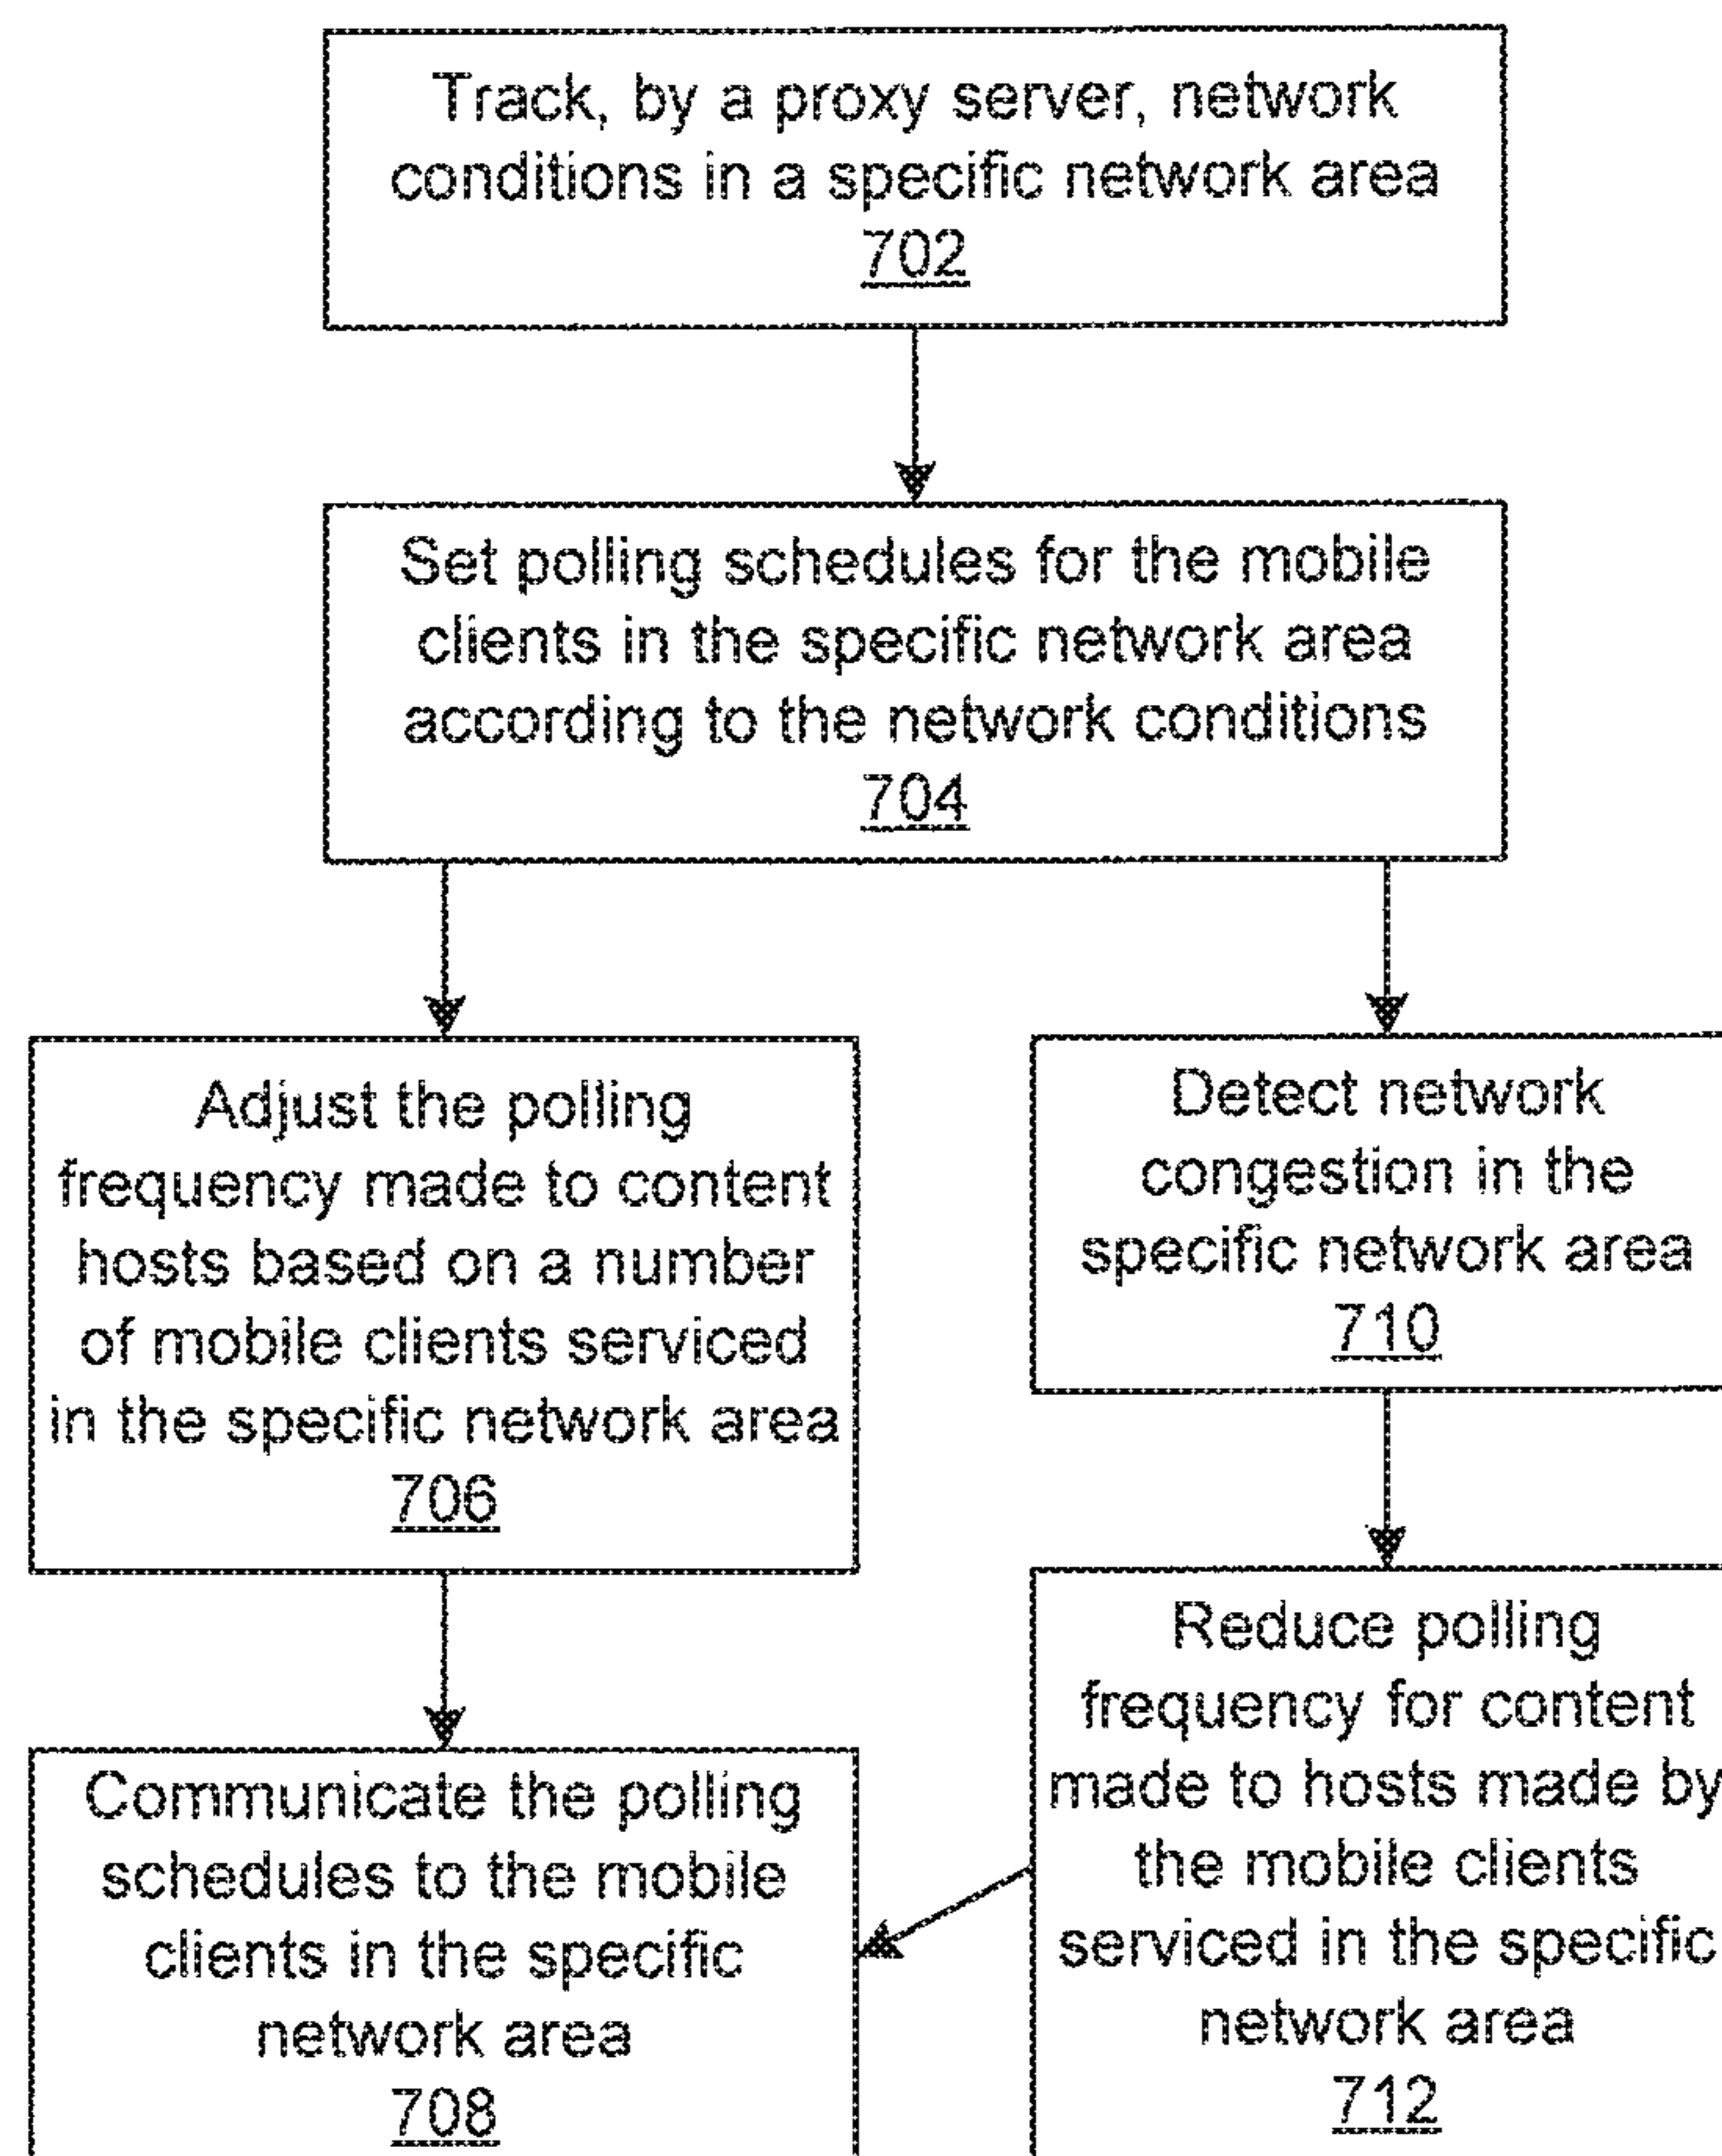 Track, by a proxy server, network
conditions in a specific network area
702
Set polling schedules for the mobile
clients in the specific network area
according to the network conditions
704
Adjust the polling
frequency made to content
hosts based on a number
of mobile clients serviced
in the specific network area
706
Communicate the polling
schedules to the mobile
clients in the specific
network area
708
Detect network
congestion in the
specific network area
710
Reduce polling
frequency for content
made to hosts made by
the mobile clients
serviced in the specific
network area
712